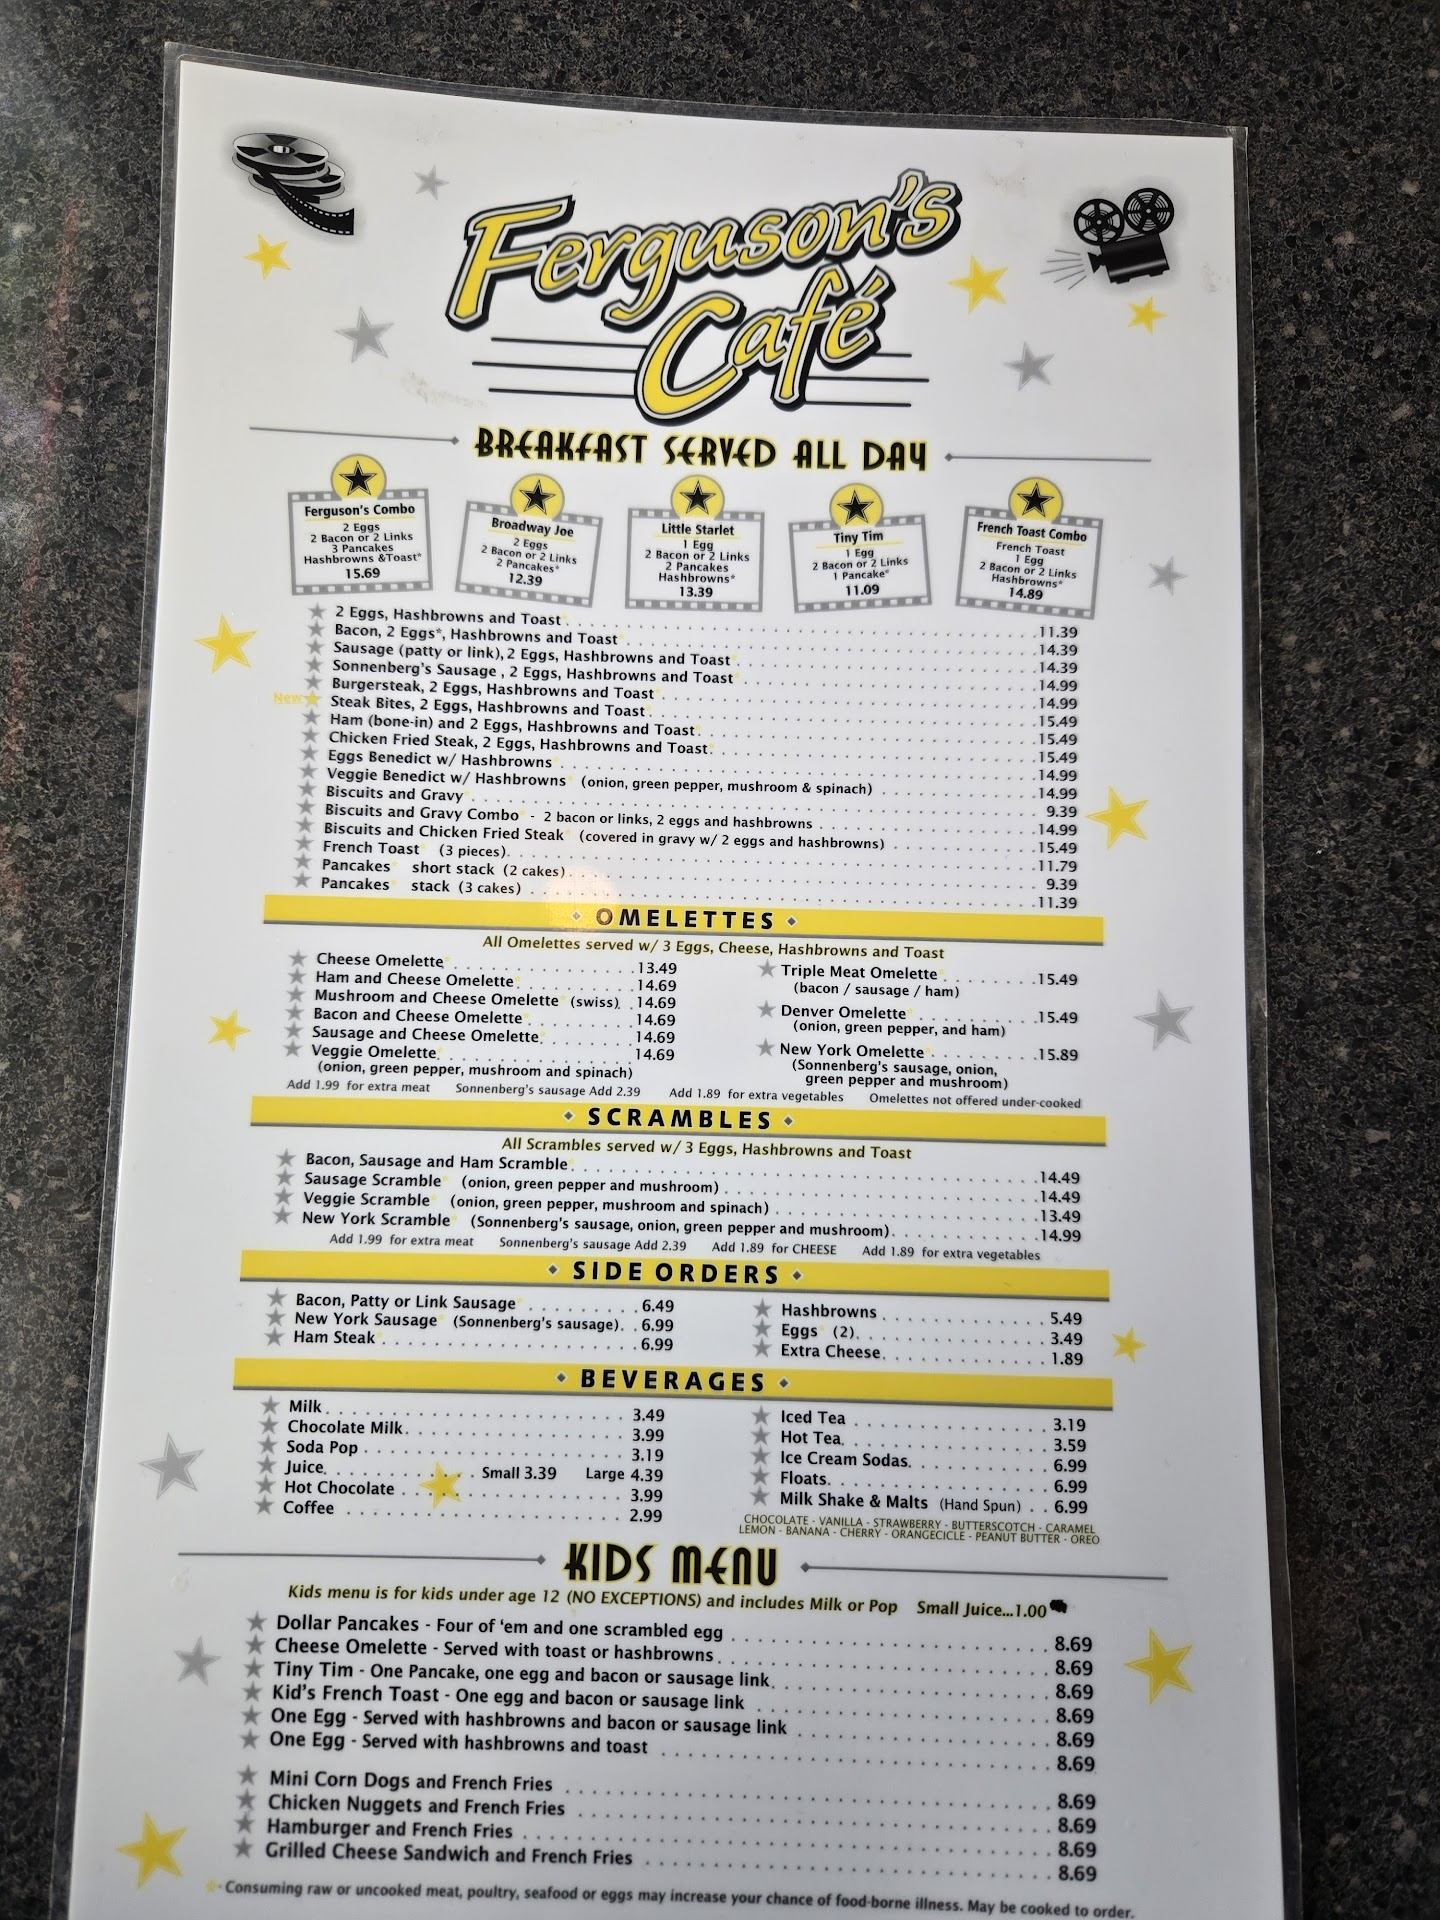 Ferguson's
Café
BREAKFAST SERVED ALL DAY
Ferguson's Combo
2 Eggs
2 Bacon or 2 Links
3 Pancakes
Hashbrowns &Toast*
15.69
Broadway Joe
2 Eggs
2 Bacon or 2 Links
2 Pancakes*
12.39
Little Starlet
1 Egg
2 Bacon or 2 Links
2 Pancakes
Hashbrowns*
13.39
Tiny Tim
1 Egg
2 Bacon or 2 Links
1 Pancake*
11.09
French Toast Combo
French Toast
1 Egg
2 Bacon or 2 Links
Hashbrowns*
14.89
2 Eggs, Hashbrowns and Toast* 11.39
Bacon, 2 Eggs*, Hashbrowns and Toast* 14.39
Sausage (patty or link), 2 Eggs, Hashbrowns and Toast* 14.39
Sonnenberg's Sausage , 2 Eggs, Hashbrowns and Toast* 14.99
Burgersteak, 2 Eggs, Hashbrowns and Toast* 14.99
New Steak Bites, 2 Eggs, Hashbrowns and Toast* 15.49
Ham (bone-in) and 2 Eggs, Hashbrowns and Toast* 15.49
Chicken Fried Steak, 2 Eggs, Hashbrowns and Toast* 15.49
Eggs Benedict w/ Hashbrowns* 14.99
Veggie Benedict w/ Hashbrowns* (onion, green pepper, mushroom & spinach) 14.99
Biscuits and Gravy* 9.39
Biscuits and Gravy Combo* - 2 bacon or links, 2 eggs and hashbrowns 14.99
Biscuits and Chicken Fried Steak* (covered in gravy w/ 2 eggs and hashbrowns) 15.49
French Toast* (3 pieces) 11.79
Pancakes* short stack (2 cakes) 9.39
Pancakes* stack (3 cakes) 11.39
OMELETTES
All Omelettes served w/ 3 Eggs, Cheese, Hashbrowns and Toast
Cheese Omelette* 13.49
Ham and Cheese Omelette* 14.69
Mushroom and Cheese Omelette* (swiss) 14.69
Bacon and Cheese Omelette* 14.69
Sausage and Cheese Omelette* 14.69
Veggie Omelette* 14.69
(onion, green pepper, mushroom and spinach)
Triple Meat Omelette* 15.49
(bacon / sausage / ham)
Denver Omelette* 15.49
(onion, green pepper, and ham)
New York Omelette* 15.89
(Sonnenberg's sausage, onion,
green pepper and mushroom)
Add 1.99 for extra meat Sonnenberg's sausage Add 2.39 Add 1.89 for extra vegetables Omelettes not offered under-cooked
SCRAMBLES
All Scrambles served w/ 3 Eggs, Hashbrowns and Toast
Bacon, Sausage and Ham Scramble* 14.49
Sausage Scramble* (onion, green pepper and mushroom) 14.49
Veggie Scramble* (onion, green pepper, mushroom and spinach) 13.49
New York Scramble* (Sonnenberg's sausage, onion, green pepper and mushroom) 14.99
Add 1.99 for extra meat Sonnenberg's sausage Add 2.39 Add 1.89 for CHEESE Add 1.89 for extra vegetables
SIDE ORDERS
Bacon, Patty or Link Sausage* 6.49
New York Sausage* (Sonnenberg's sausage) 6.99
Ham Steak* 6.99
Hashbrowns 5.49
Eggs* (2) 3.49
Extra Cheese 1.89
BEVERAGES
Milk 3.49
Chocolate Milk 3.99
Soda Pop 3.19
Juice Small 3.39 Large 4.39
Hot Chocolate 3.99
Coffee 2.99
Iced Tea 3.19
Hot Tea 3.59
Ice Cream Sodas 6.99
Floats 6.99
Milk Shake & Malts (Hand Spun) 6.99
CHOCOLATE - VANILLA - STRAWBERRY - BUTTERSCOTCH - CARAMEL
LEMON - BANANA - CHERRY - ORANGECICLE - PEANUT BUTTER - OREO
KIDS MENU
Kids menu is for kids under age 12 (NO EXCEPTIONS) and includes Milk or Pop Small Juice...1.00
Dollar Pancakes - Four of 'em and one scrambled egg 8.69
Cheese Omelette - Served with toast or hashbrowns 8.69
Tiny Tim - One Pancake, one egg and bacon or sausage link 8.69
Kid's French Toast - One egg and bacon or sausage link 8.69
One Egg - Served with hashbrowns and bacon or sausage link 8.69
One Egg - Served with hashbrowns and toast 8.69
Mini Corn Dogs and French Fries 8.69
Chicken Nuggets and French Fries 8.69
Hamburger and French Fries 8.69
Grilled Cheese Sandwich and French Fries 8.69
* - Consuming raw or uncooked meat, poultry, seafood or eggs may increase your chance of food-borne illness. May be cooked to order.